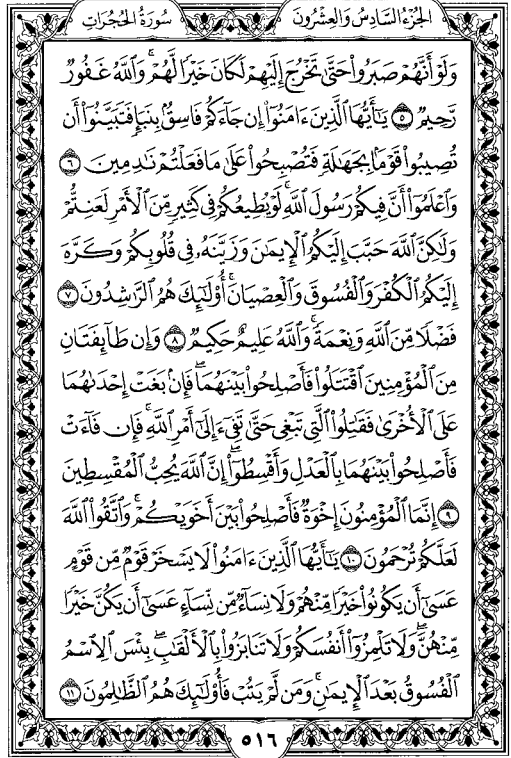 الجزء السادس والعشرون
سورة الحجرات
وَلَوْ أَنَّهُمْ صَبَرُوا۟ حَتَّىٰ تَخْرُجَ إِلَيْهِمْ لَكَانَ خَيْرًا لَّهُمْ ۚ وَٱللَّهُ غَفُورٌ
رَّحِيمٌ ٥ يَـٰٓأَيُّهَا ٱلَّذِينَ ءَامَنُوٓا۟ إِن جَآءَكُمْ فَاسِقٌۢ بِنَبَإٍ فَتَبَيَّنُوٓا۟ أَن
تُصِيبُوا۟ قَوْمًۢا بِجَهَـٰلَةٍ فَتُصْبِحُوا۟ عَلَىٰ مَا فَعَلْتُمْ نَـٰدِمِينَ ٦
وَٱعْلَمُوٓا۟ أَنَّ فِيكُمْ رَسُولَ ٱللَّهِ ۚ لَوْ يُطِيعُكُمْ فِى كَثِيرٍ مِّنَ ٱلْأَمْرِ لَعَنِتُّمْ
وَلَـٰكِنَّ ٱللَّهَ حَبَّبَ إِلَيْكُمُ ٱلْإِيمَـٰنَ وَزَيَّنَهُۥ فِى قُلُوبِكُمْ وَكَرَّهَ
إِلَيْكُمُ ٱلْكُفْرَ وَٱلْفُسُوقَ وَٱلْعِصْيَانَ ۚ أُو۟لَـٰٓئِكَ هُمُ ٱلرَّٰشِدُونَ ٧
فَضْلًا مِّنَ ٱللَّهِ وَنِعْمَةً ۚ وَٱللَّهُ عَلِيمٌ حَكِيمٌ ٨ وَإِن طَآئِفَتَانِ
مِنَ ٱلْمُؤْمِنِينَ ٱقْتَتَلُوا۟ فَأَصْلِحُوا۟ بَيْنَهُمَا ۖ فَإِنۢ بَغَتْ إِحْدَىٰهُمَا
عَلَى ٱلْأُخْرَىٰ فَقَـٰتِلُوا۟ ٱلَّتِى تَبْغِى حَتَّىٰ تَفِىٓءَ إِلَىٰٓ أَمْرِ ٱللَّهِ ۚ فَإِن فَآءَتْ
فَأَصْلِحُوا۟ بَيْنَهُمَا بِٱلْعَدْلِ وَأَقْسِطُوٓا۟ ۖ إِنَّ ٱللَّهَ يُحِبُّ ٱلْمُقْسِطِينَ
٩ إِنَّمَا ٱلْمُؤْمِنُونَ إِخْوَةٌ فَأَصْلِحُوا۟ بَيْنَ أَخَوَيْكُمْ ۚ وَٱتَّقُوا۟ ٱللَّهَ
لَعَلَّكُمْ تُرْحَمُونَ ١٠ يَـٰٓأَيُّهَا ٱلَّذِينَ ءَامَنُوا۟ لَا يَسْخَرْ قَوْمٌ مِّن قَوْمٍ
عَسَىٰٓ أَن يَكُونُوا۟ خَيْرًا مِّنْهُمْ وَلَا نِسَآءٌ مِّن نِّسَآءٍ عَسَىٰٓ أَن يَكُنَّ خَيْرًا
مِّنْهُنَّ ۖ وَلَا تَلْمِزُوٓا۟ أَنفُسَكُمْ وَلَا تَنَابَزُوا۟ بِٱلْأَلْقَـٰبِ ۖ بِئْسَ ٱلِٱسْمُ
ٱلْفُسُوقُ بَعْدَ ٱلْإِيمَـٰنِ ۚ وَمَن لَّمْ يَتُبْ فَأُو۟لَـٰٓئِكَ هُمُ ٱلظَّـٰلِمُونَ ١١
٥١٦